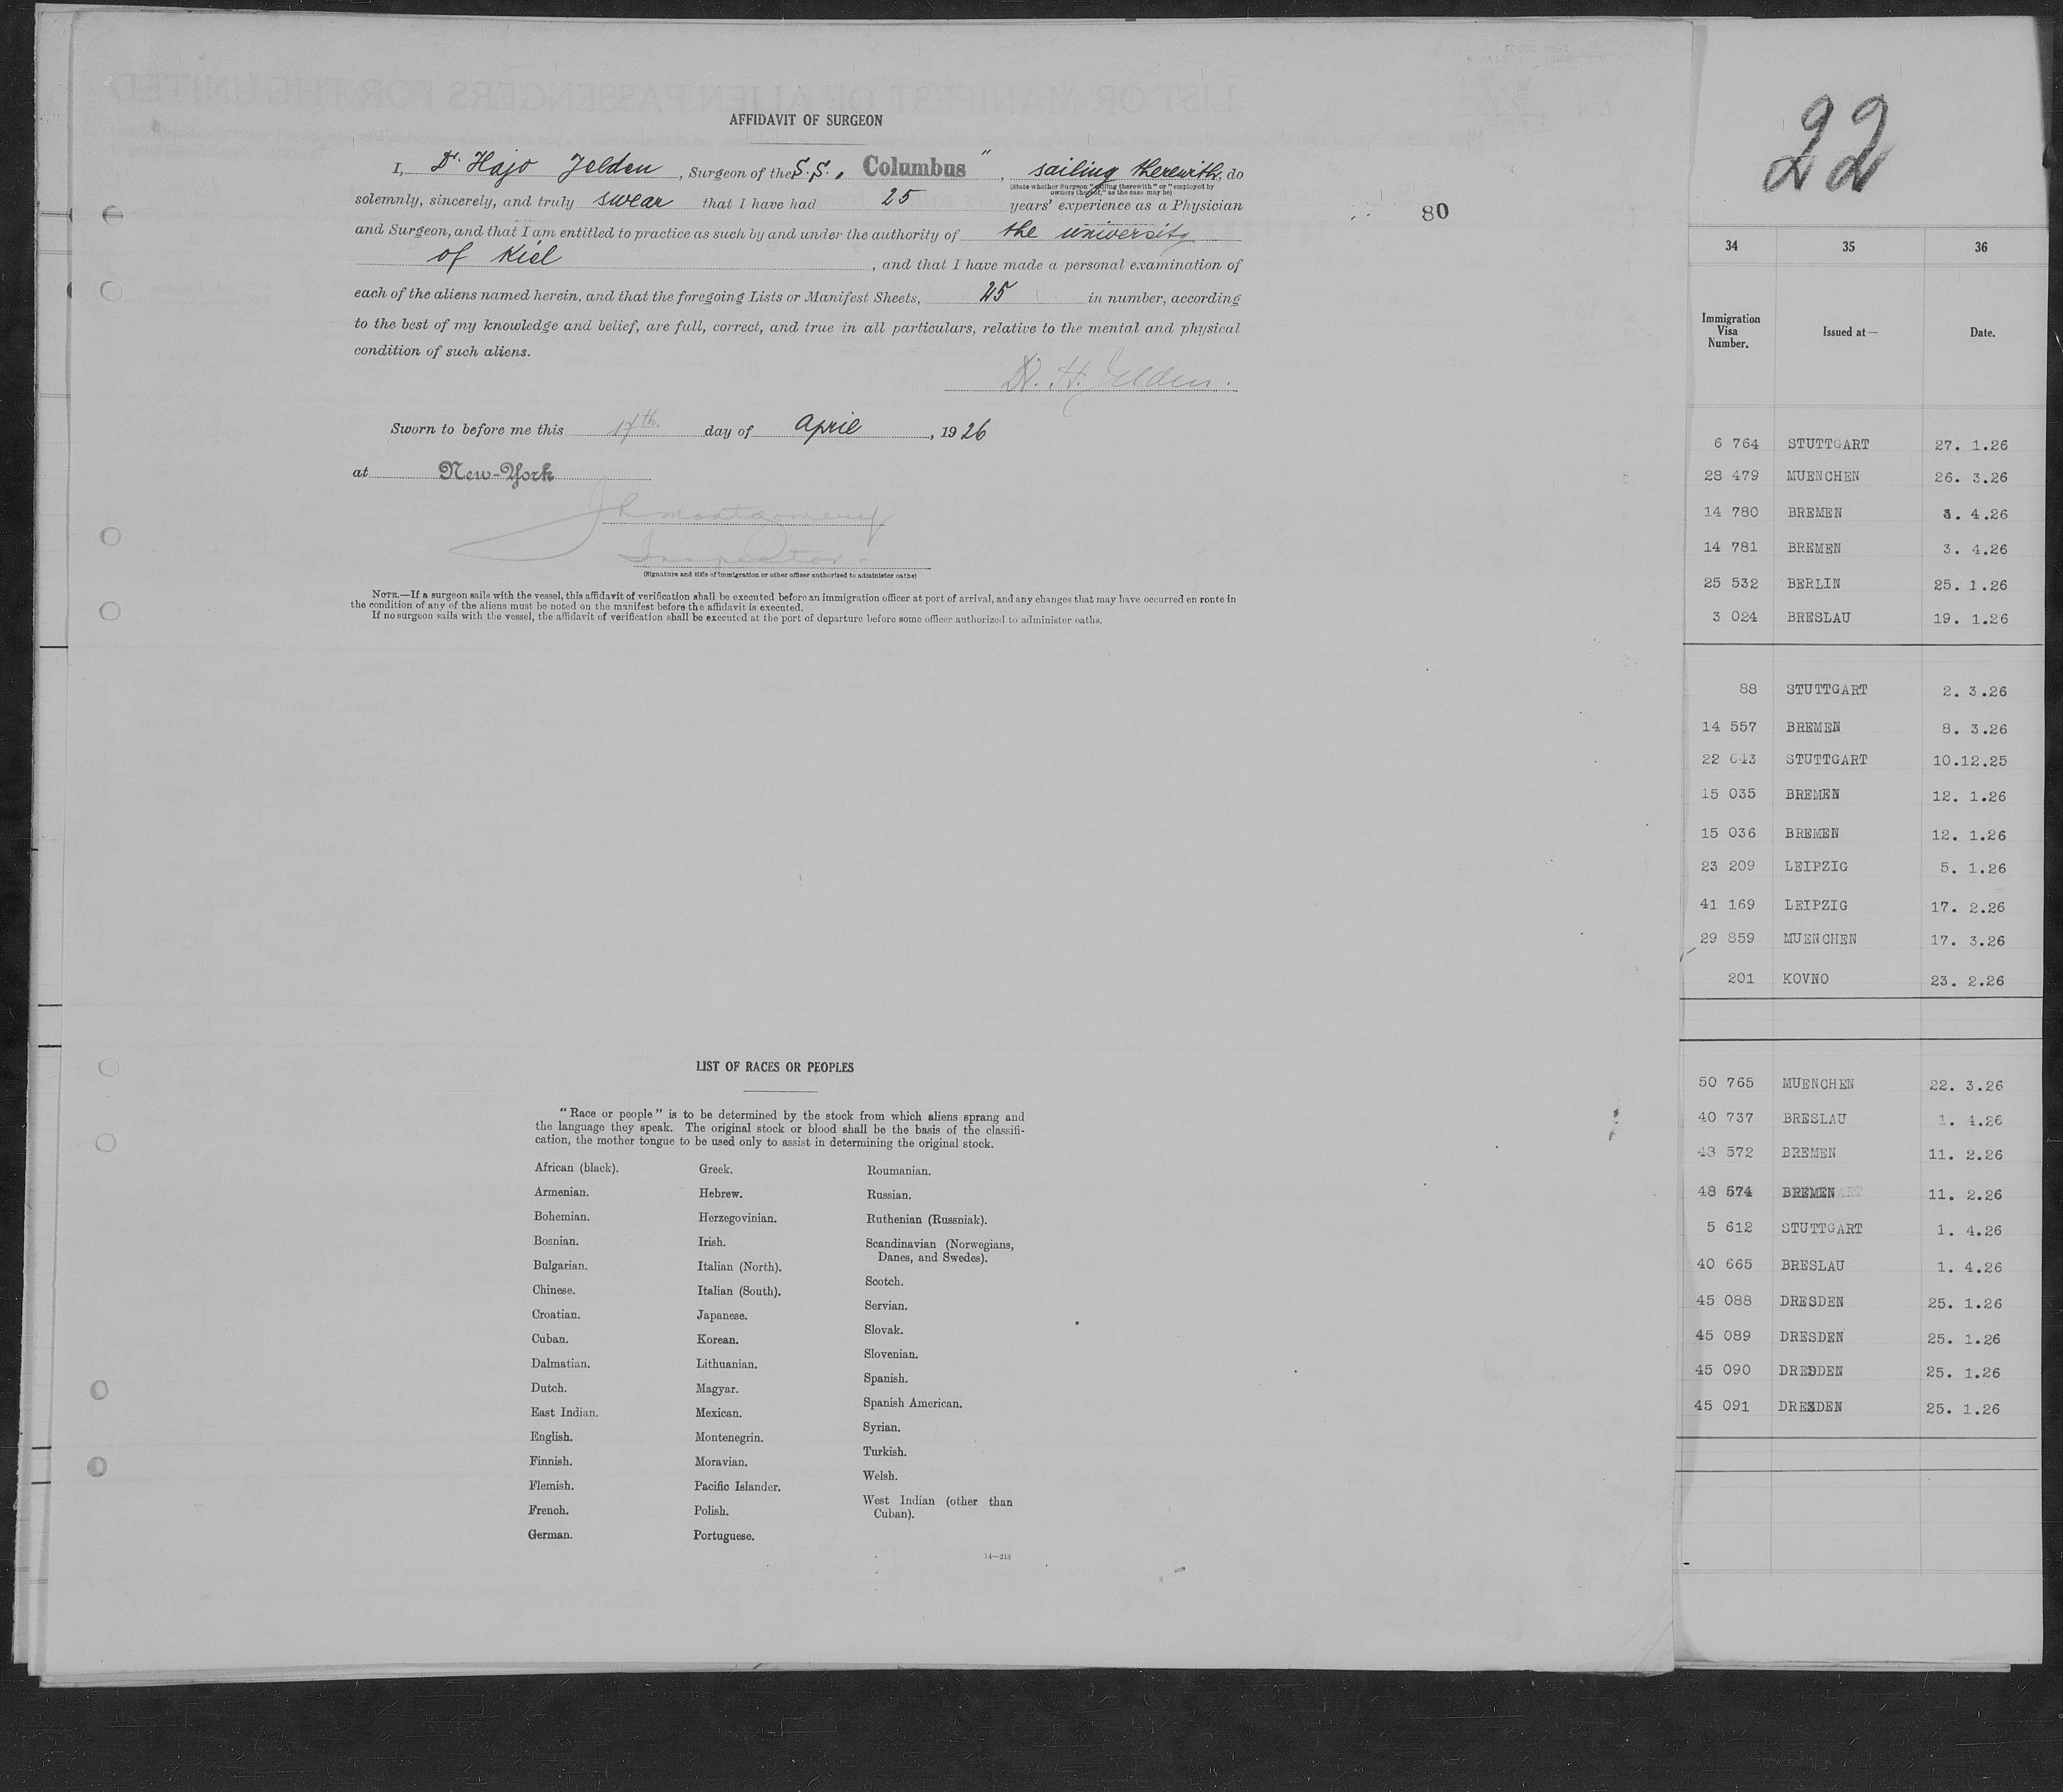 AFFIDAVIT OF SURGEON
I, Dr. Hajo Jelden, Surgeon of the S.S. „Columbus", sailing therewith, do
(State whether Surgeon "sailing therewith" or "employed by owners thereof," as the case may be)
solemnly, sincerely, and truly swear that I have had 25 years' experience as a Physician
and Surgeon, and that I am entitled to practice as such by and under the authority of the university
of Kiel, and that I have made a personal examination of
each of the aliens named herein, and that the foregoing Lists or Manifest Sheets, 25 in number, according
to the best of my knowledge and belief, are full, correct, and true in all particulars, relative to the mental and physical
condition of such aliens.
Dr. H. Jelden.
Sworn to before me this 17th day of April, 1926
at New-York
J R Montgomery
Inspector.
(Signature and title of immigration or other officer authorized to administer oaths)
NOTE.—If a surgeon sails with the vessel, this affidavit of verification shall be executed before an immigration officer at port of arrival, and any changes that may have occurred en route in
the condition of any of the aliens must be noted on the manifest before the affidavit is executed.
If no surgeon sails with the vessel, the affidavit of verification shall be executed at the port of departure before some officer authorized to administer oaths.
80
LIST OF RACES OR PEOPLES
"Race or people" is to be determined by the stock from which aliens sprang and
the language they speak. The original stock or blood shall be the basis of the classifi-
cation, the mother tongue to be used only to assist in determining the original stock.
African (black).
Armenian.
Bohemian.
Bosnian.
Bulgarian.
Chinese.
Croatian.
Cuban.
Dalmatian.
Dutch.
East Indian.
English.
Finnish.
Flemish.
French.
German.
Greek.
Hebrew.
Herzegovinian.
Irish.
Italian (North).
Italian (South).
Japanese.
Korean.
Lithuanian.
Magyar.
Mexican.
Montenegrin.
Moravian.
Pacific Islander.
Polish.
Portuguese.
Roumanian.
Russian.
Ruthenian (Russniak).
Scandinavian (Norwegians,
Danes, and Swedes).
Scotch.
Servian.
Slovak.
Slovenian.
Spanish.
Spanish American.
Syrian.
Turkish.
Welsh.
West Indian (other than
Cuban).
14—213
22
34 35 36
Immigration Visa Number. Issued at— Date.
6 764 STUTTGART 27. 1.26
28 479 MUENCHEN 26. 3.26
14 780 BREMEN 3. 4.26
14 781 BREMEN 3. 4.26
25 532 BERLIN 25. 1.26
3 024 BRESLAU 19. 1.26
88 STUTTGART 2. 3.26
14 557 BREMEN 8. 3.26
22 643 STUTTGART 10.12.25
15 035 BREMEN 12. 1.26
15 036 BREMEN 12. 1.26
23 209 LEIPZIG 5. 1.26
41 169 LEIPZIG 17. 2.26
29 859 MUENCHEN 17. 3.26
201 KOVNO 23. 2.26
50 765 MUENCHEN 22. 3.26
40 737 BRESLAU 1. 4.26
48 572 BREMEN 11. 2.26
48 574 BREMEN 11. 2.26
5 612 STUTTGART 1. 4.26
40 665 BRESLAU 1. 4.26
45 088 DRESDEN 25. 1.26
45 089 DRESDEN 25. 1.26
45 090 DRESDEN 25. 1.26
45 091 DRESDEN 25. 1.26